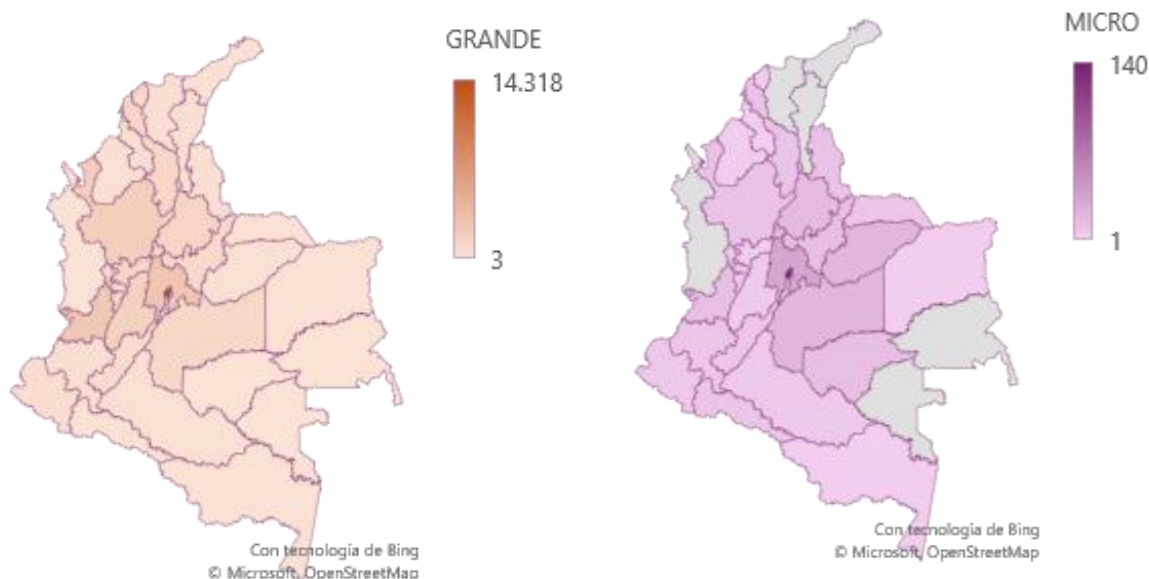 GRANDE
14.318
3
Con tecnología de Bing
© Microsoft, OpenStreetMap
MICRO
140
1
Con tecnología de Bing
© Microsoft, OpenStreetMap